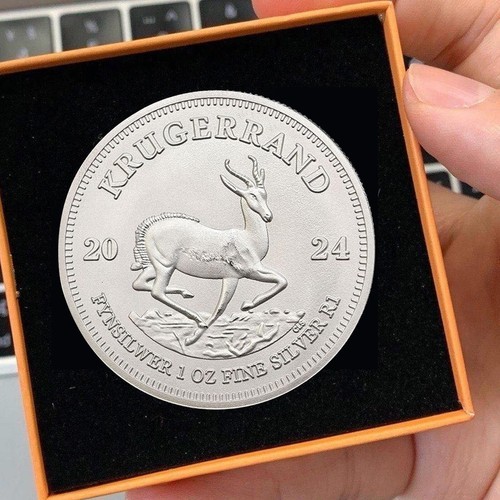 KRUGERRAND
20 24
FYNSILWER 1 OZ FINE SILVER R1